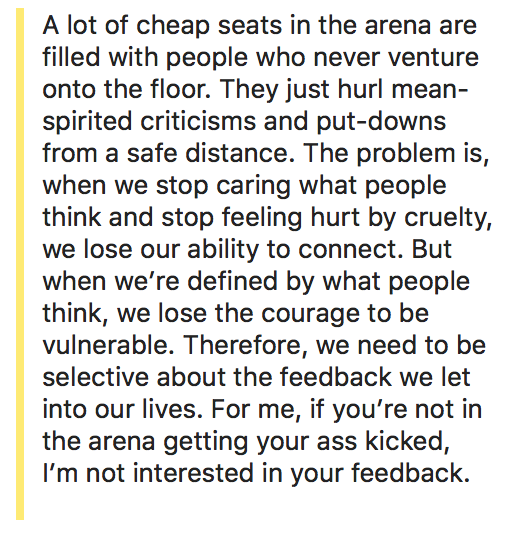 A lot of cheap seats in the arena are
filled with people who never venture
onto the floor. They just hurl mean-
spirited criticisms and put-downs
from a safe distance. The problem is,
when we stop caring what people
think and stop feeling hurt by cruelty,
we lose our ability to connect. But
when we’re defined by what people
think, we lose the courage to be
vulnerable. Therefore, we need to be
selective about the feedback we let
into our lives. For me, if you’re not in
the arena getting your ass kicked,
I’m not interested in your feedback.